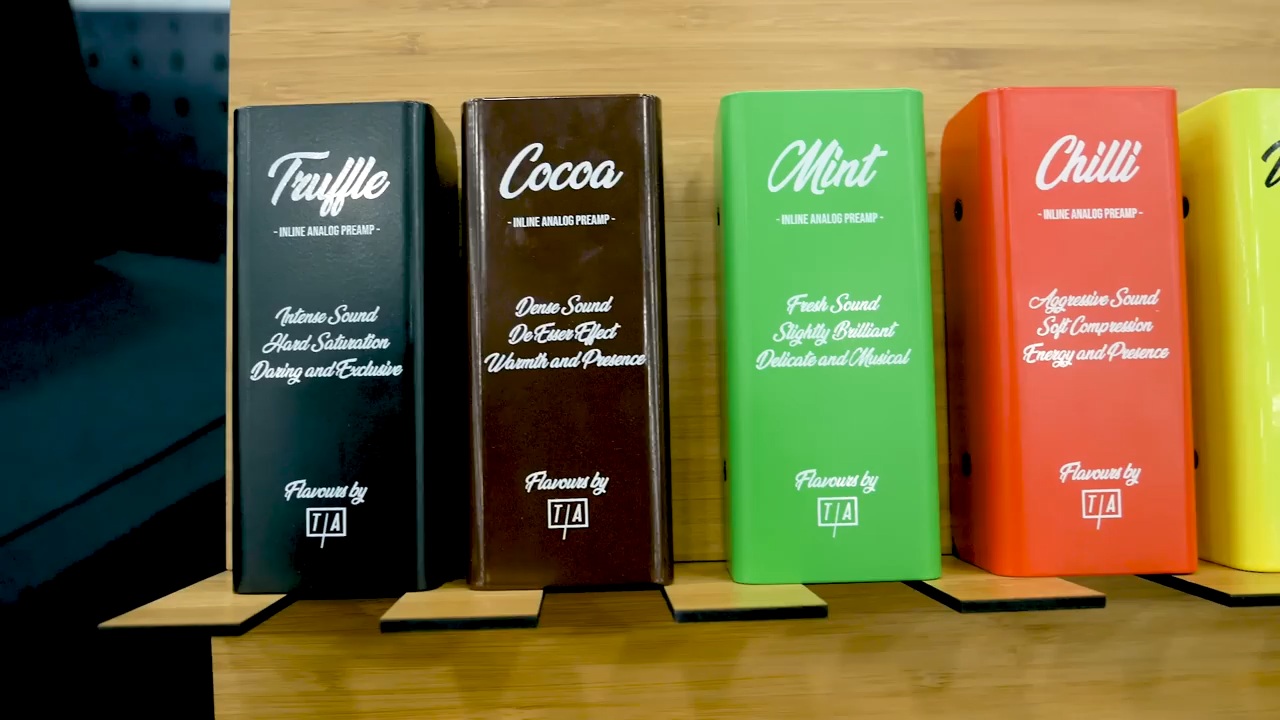 Truffle
- INLINE ANALOG PREAMP -
Intense Sound
Hard Saturation
Daring and Exclusive
Flavours by
T/A
Cocoa
- INLINE ANALOG PREAMP -
Dense Sound
De Esser Effect
Warmth and Presence
Flavours by
T/A
Mint
- INLINE ANALOG PREAMP -
Fresh Sound
Slightly Brilliant
Delicate and Musical
Flavours by
T/A
Chilli
- INLINE ANALOG PREAMP -
Aggressive Sound
Soft Compression
Energy and Presence
Flavours by
T/A